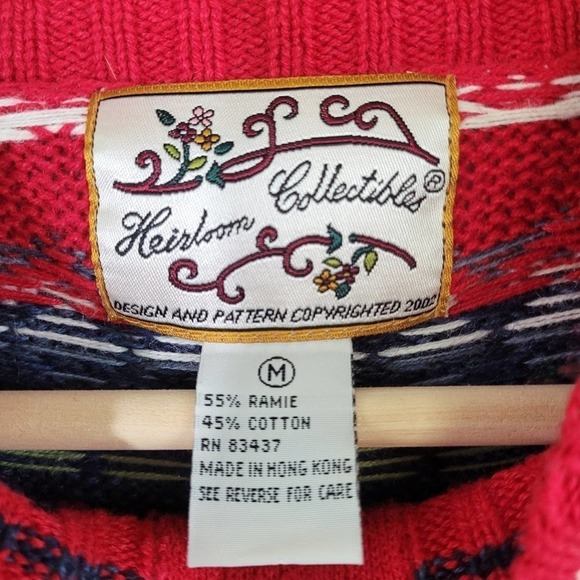 Heirloom Collectibles®
DESIGN AND PATTERN COPYRIGHTED 2002
M
55% RAMIE
45% COTTON
RN 83437
MADE IN HONG KONG
SEE REVERSE FOR CARE